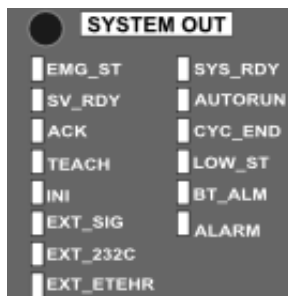 SYSTEM OUT
EMG_ST
SV_RDY
ACK
TEACH
INI
EXT_SIG
EXT_232C
EXT_ETEHR
SYS_RDY
AUTORUN
CYC_END
LOW_ST
BT_ALM
ALARM